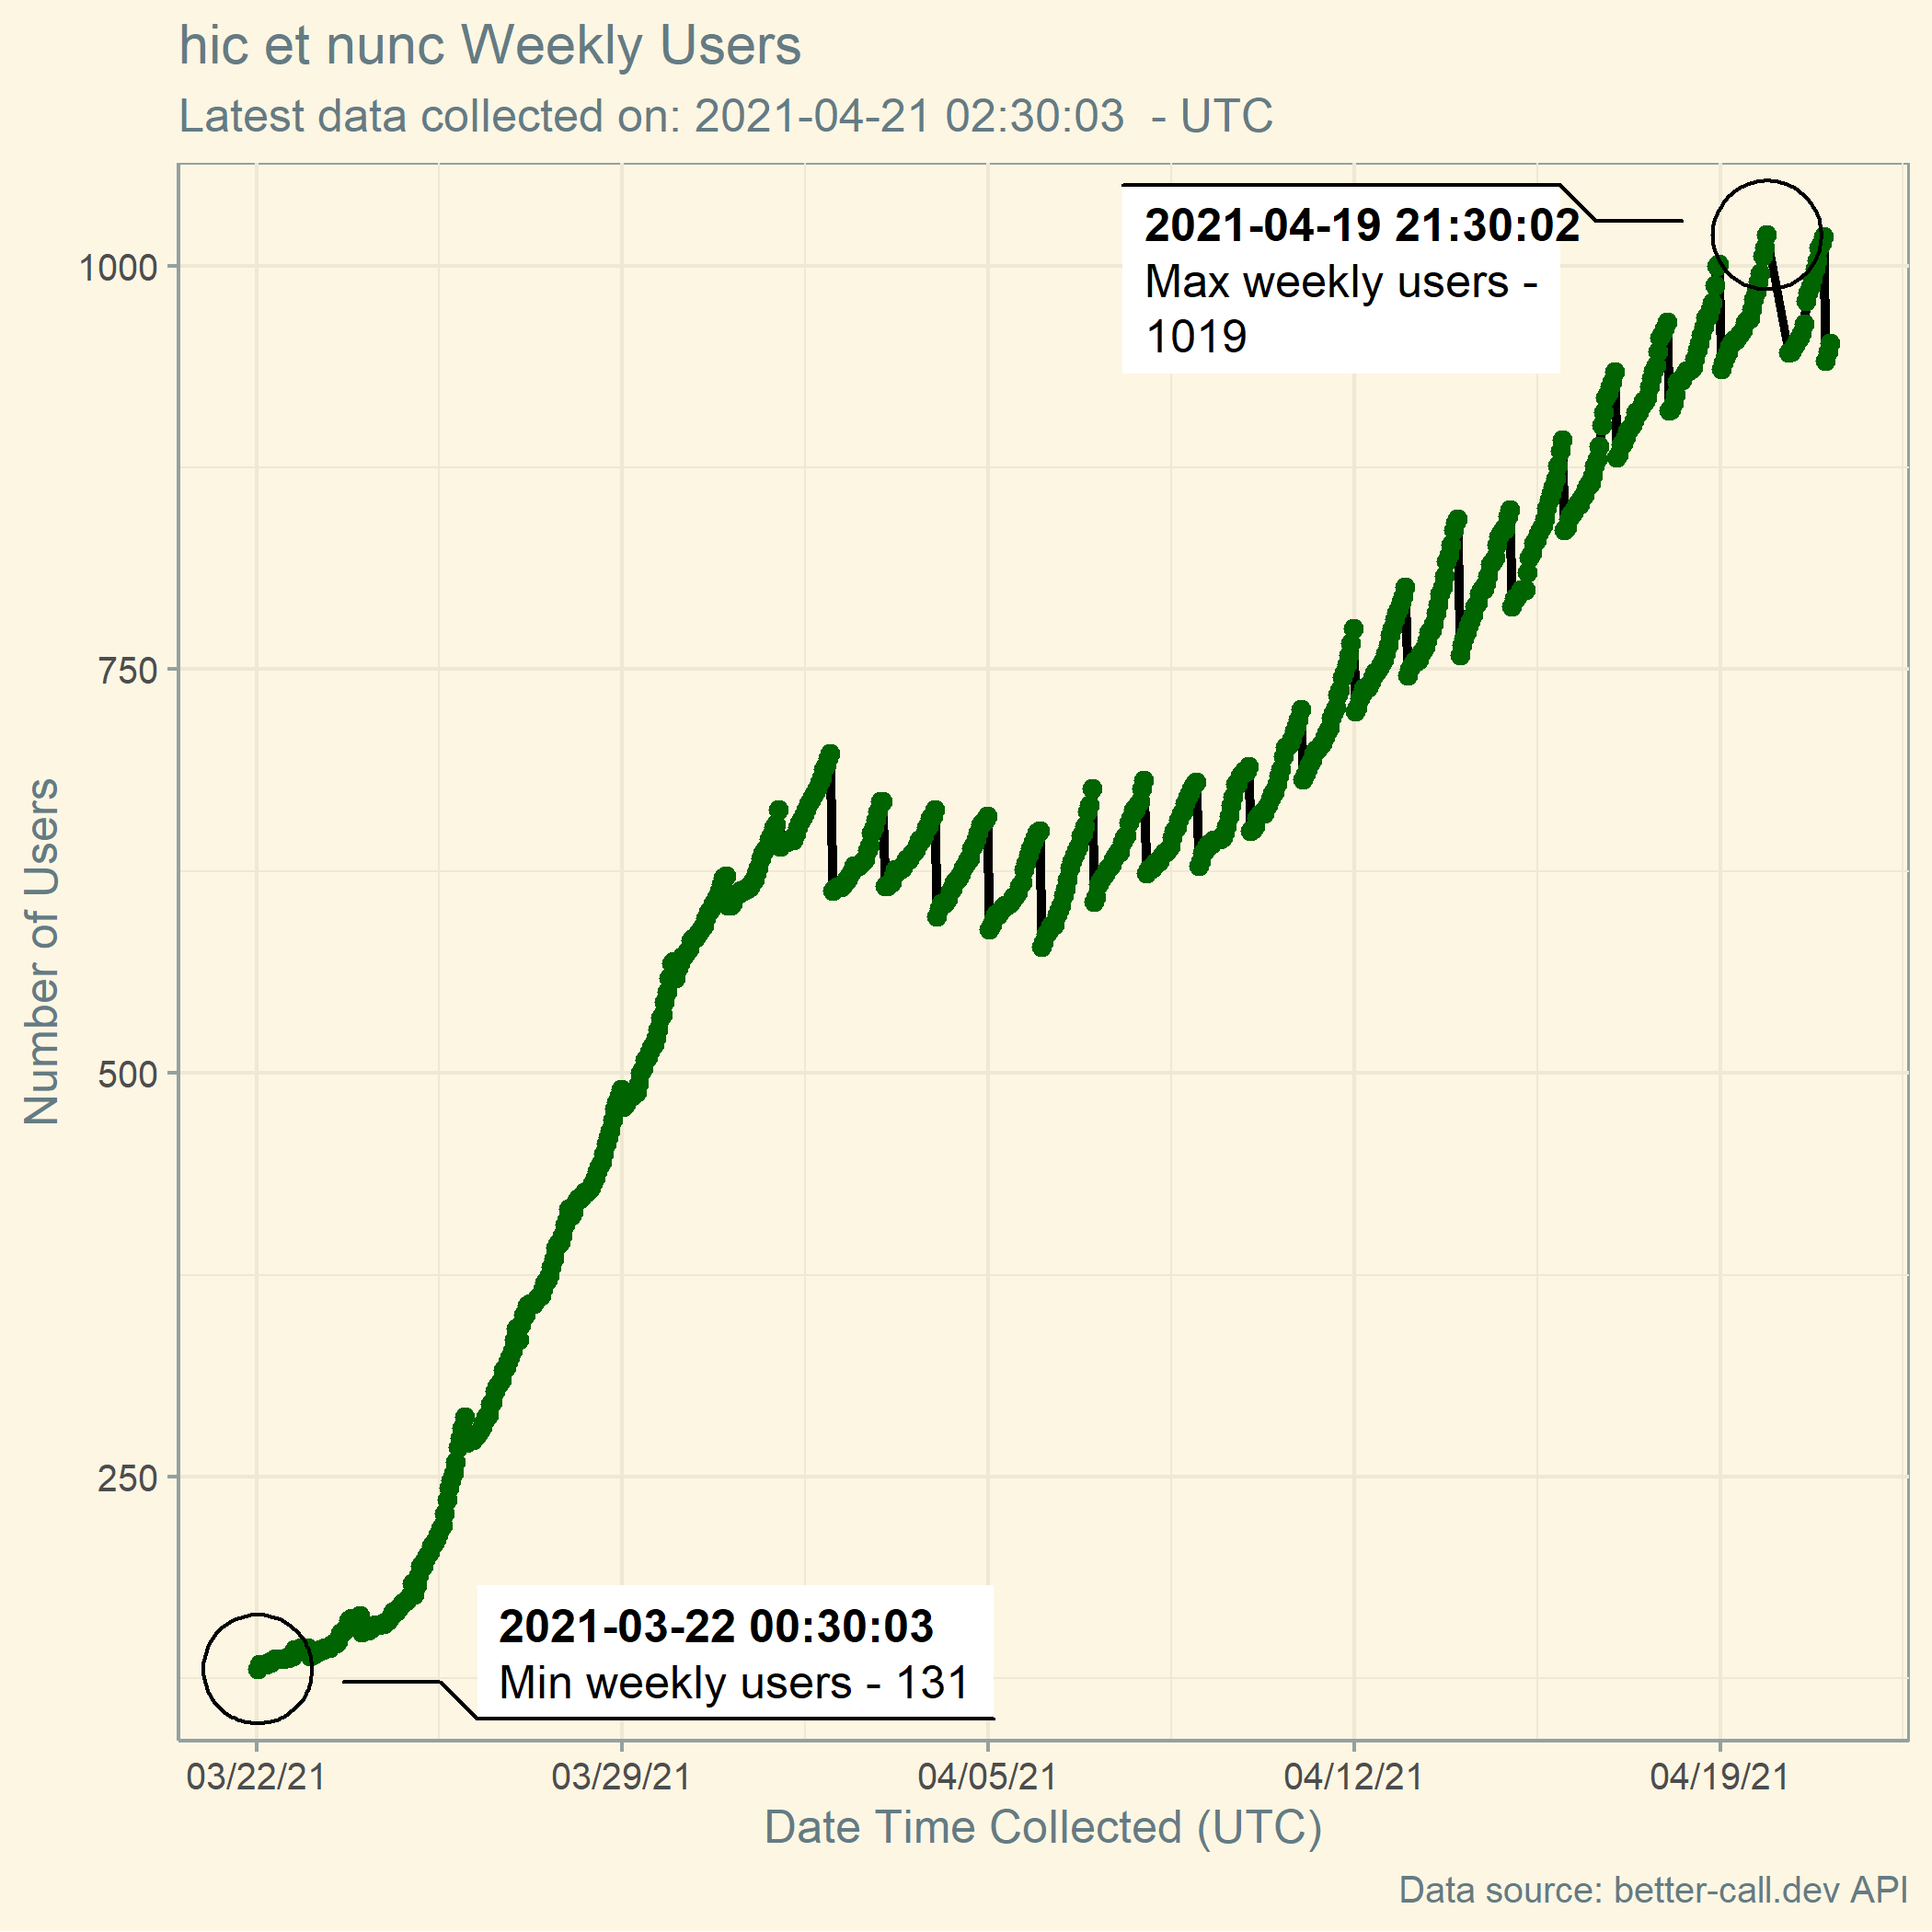 hic et nunc Weekly Users
Latest data collected on: 2021-04-21 02:30:03  - UTC
2021-04-19 21:30:02
Max weekly users -
1019
1000
750
500
250
Number of Users
2021-03-22 00:30:03
Min weekly users - 131
03/22/21
03/29/21
04/05/21
04/12/21
04/19/21
Date Time Collected (UTC)
Data source: better-call.dev API